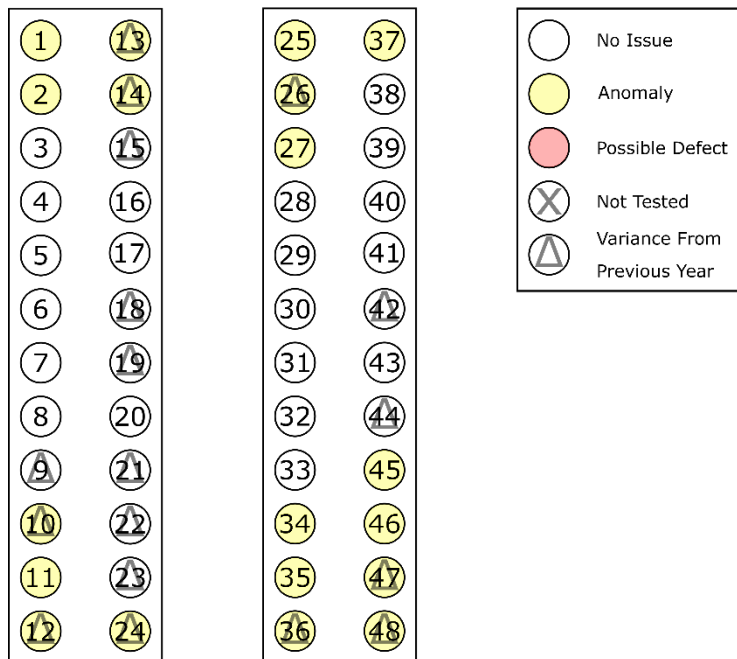 1 13 25 37 No Issue
2 14 26 38 Anomaly
3 15 27 39 Possible Defect
4 16 28 40 Not Tested
5 17 29 41 Variance From
Previous Year
6 18 30 42
7 19 31 43
8 20 32 44
9 21 33 45
10 22 34 46
11 23 35 47
12 24 36 48